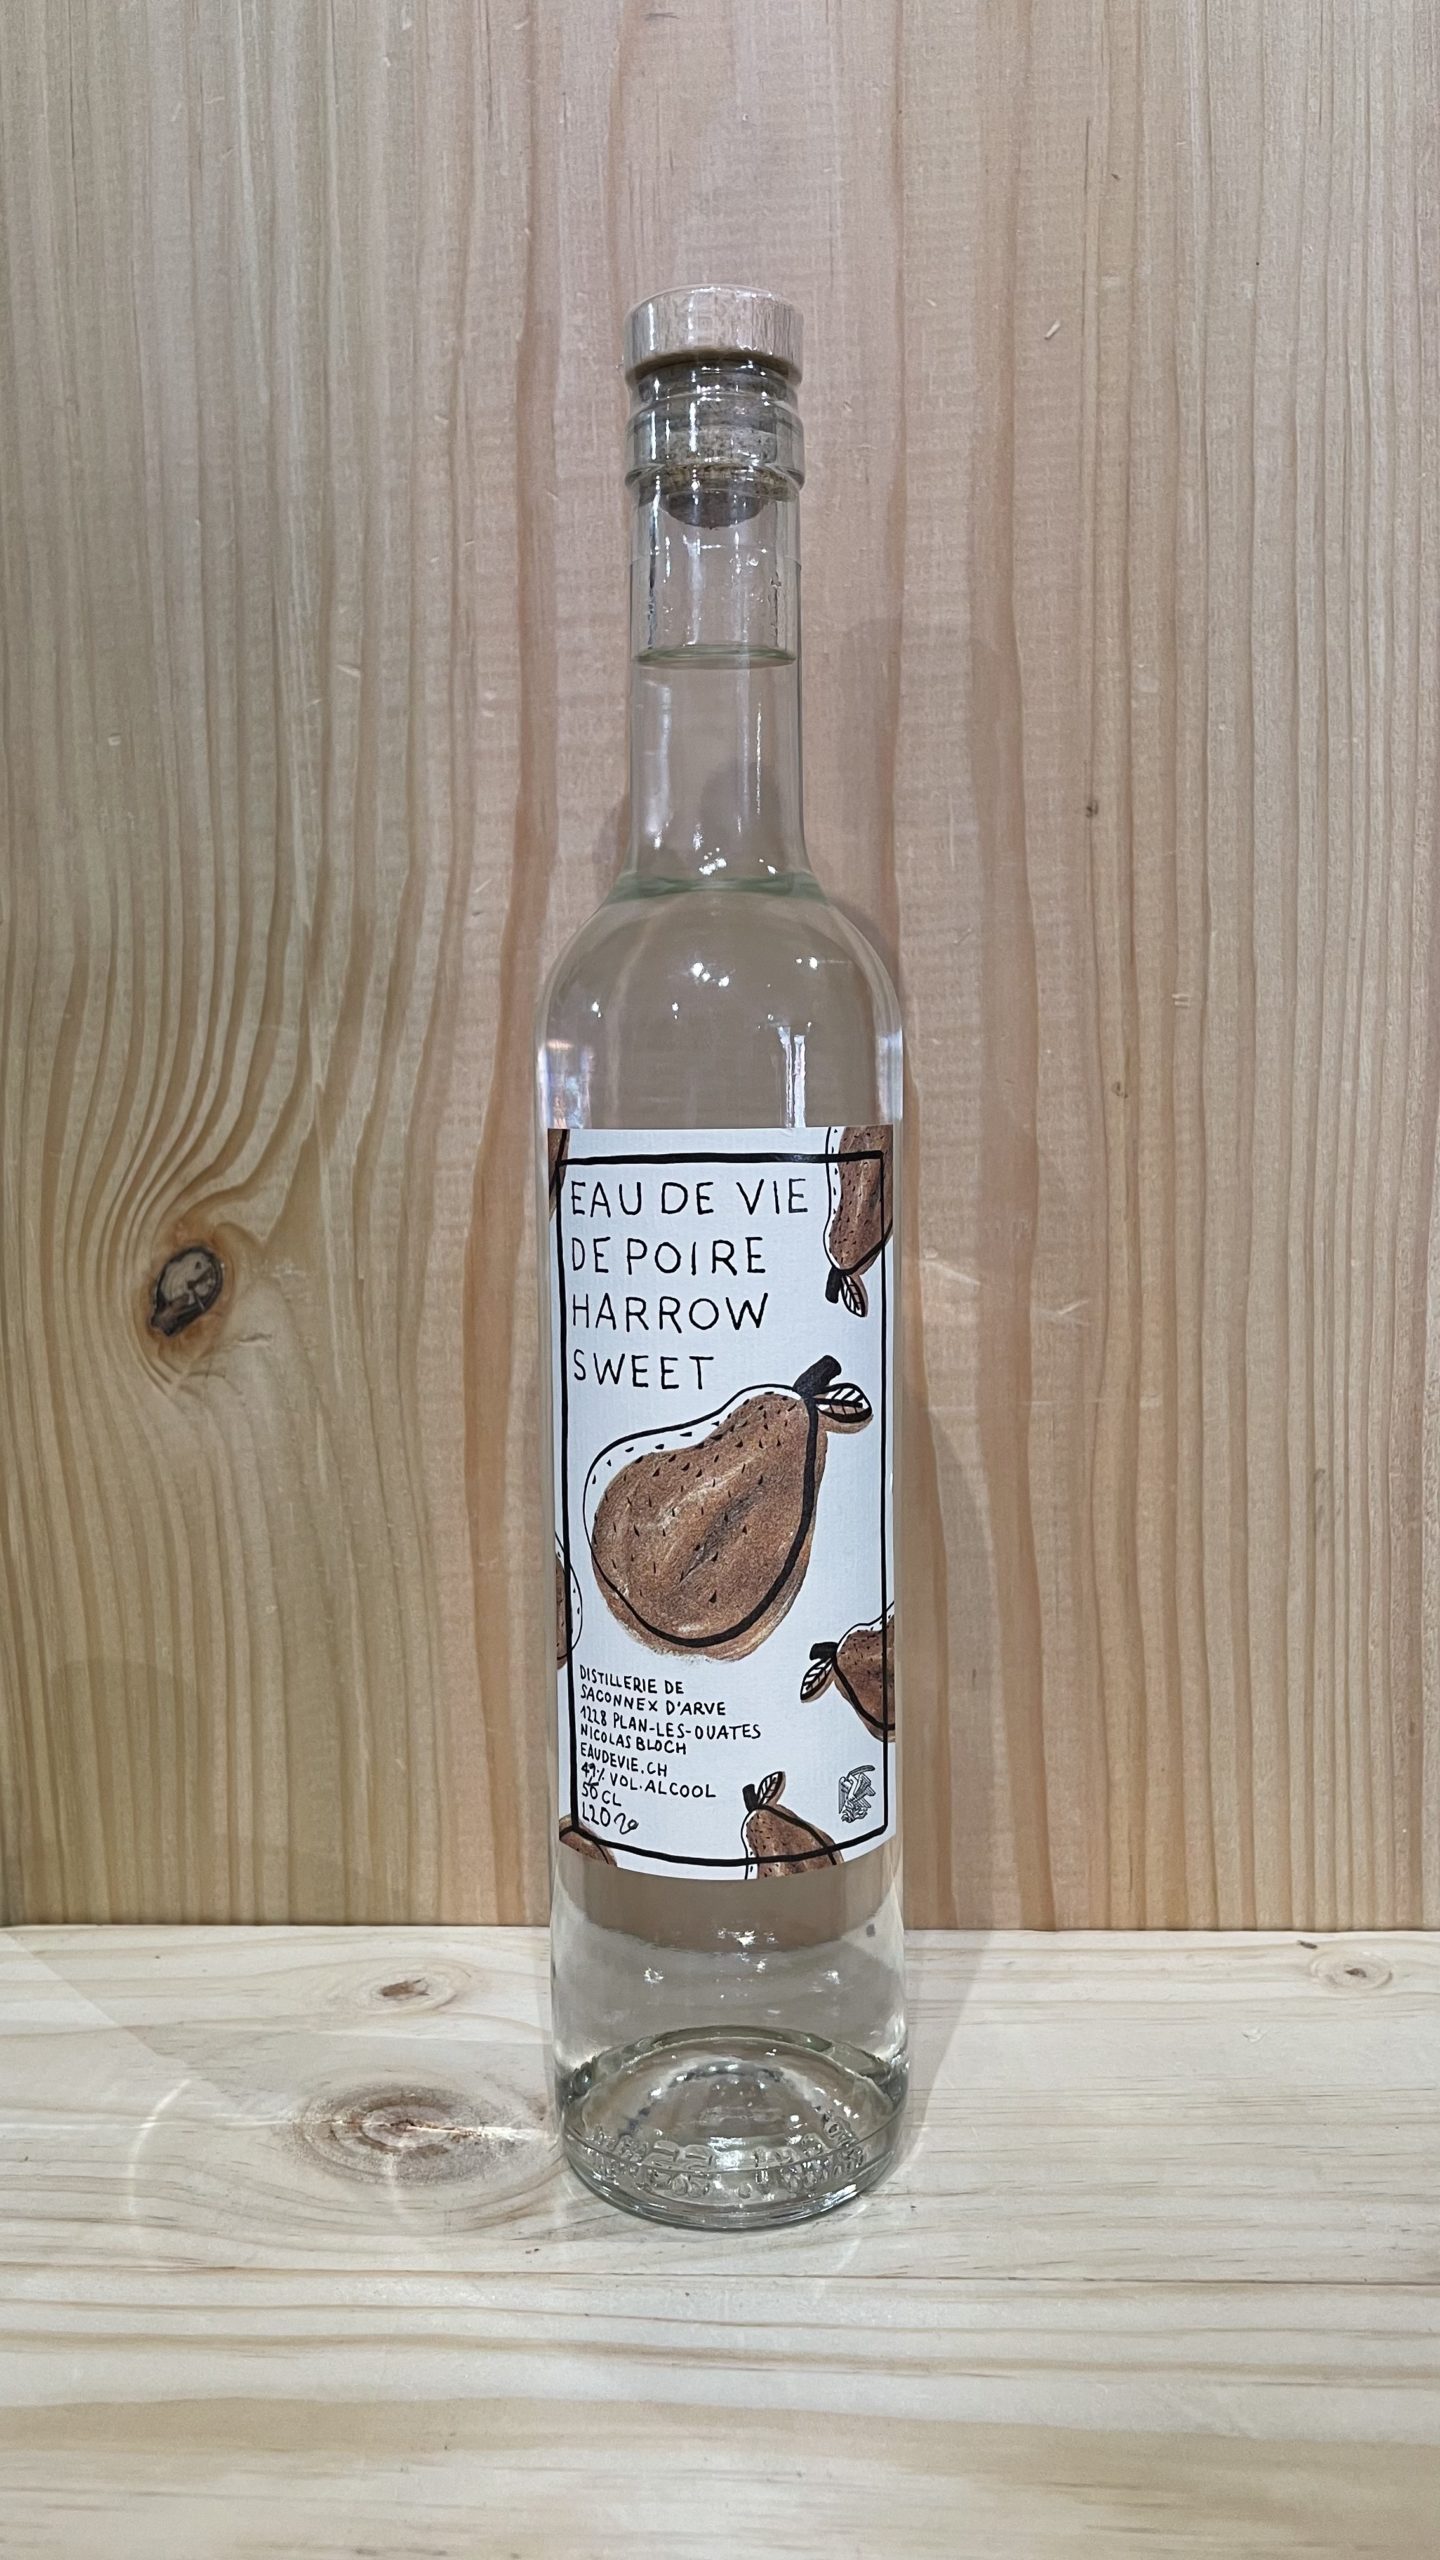 EAU DE VIE
DE POIRE
HARROW
SWEET
DISTILLERIE DE
SACONNEX D'ARVE
1228 PLAN-LES-OUATES
NICOLAS BLOCH
EAUDEVIE.CH
VOL. ALCOOL
50 CL